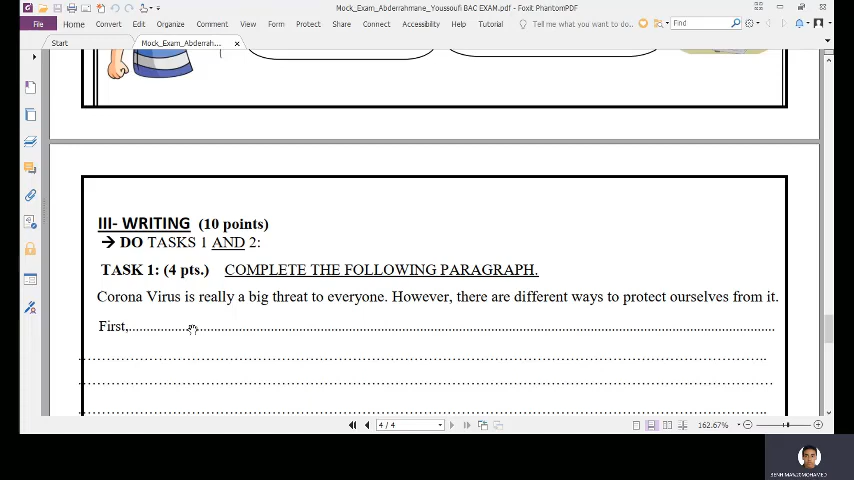 Mock_Exam_Abderrahmane_Youssoufi BAC EXAM.pdf - Foxit PhantomPDF
File Home Edit Organize Comment View Form Protect Share Connect Accessibility Help Tutorial Tell me what you want to do... Find
Start Mock_Exam_Abderrah... ×
III- WRITING (10 points)
➔ DO TASKS 1 AND 2:
TASK 1: (4 pts.) COMPLETE THE FOLLOWING PARAGRAPH.
Corona Virus is really a big threat to everyone. However, there are different ways to protect ourselves from it.
First,..........................................................................................................................................................
..........................................................................................................................................................
..........................................................................................................................................................
..........................................................................................................................................................
4 / 4 162.67%